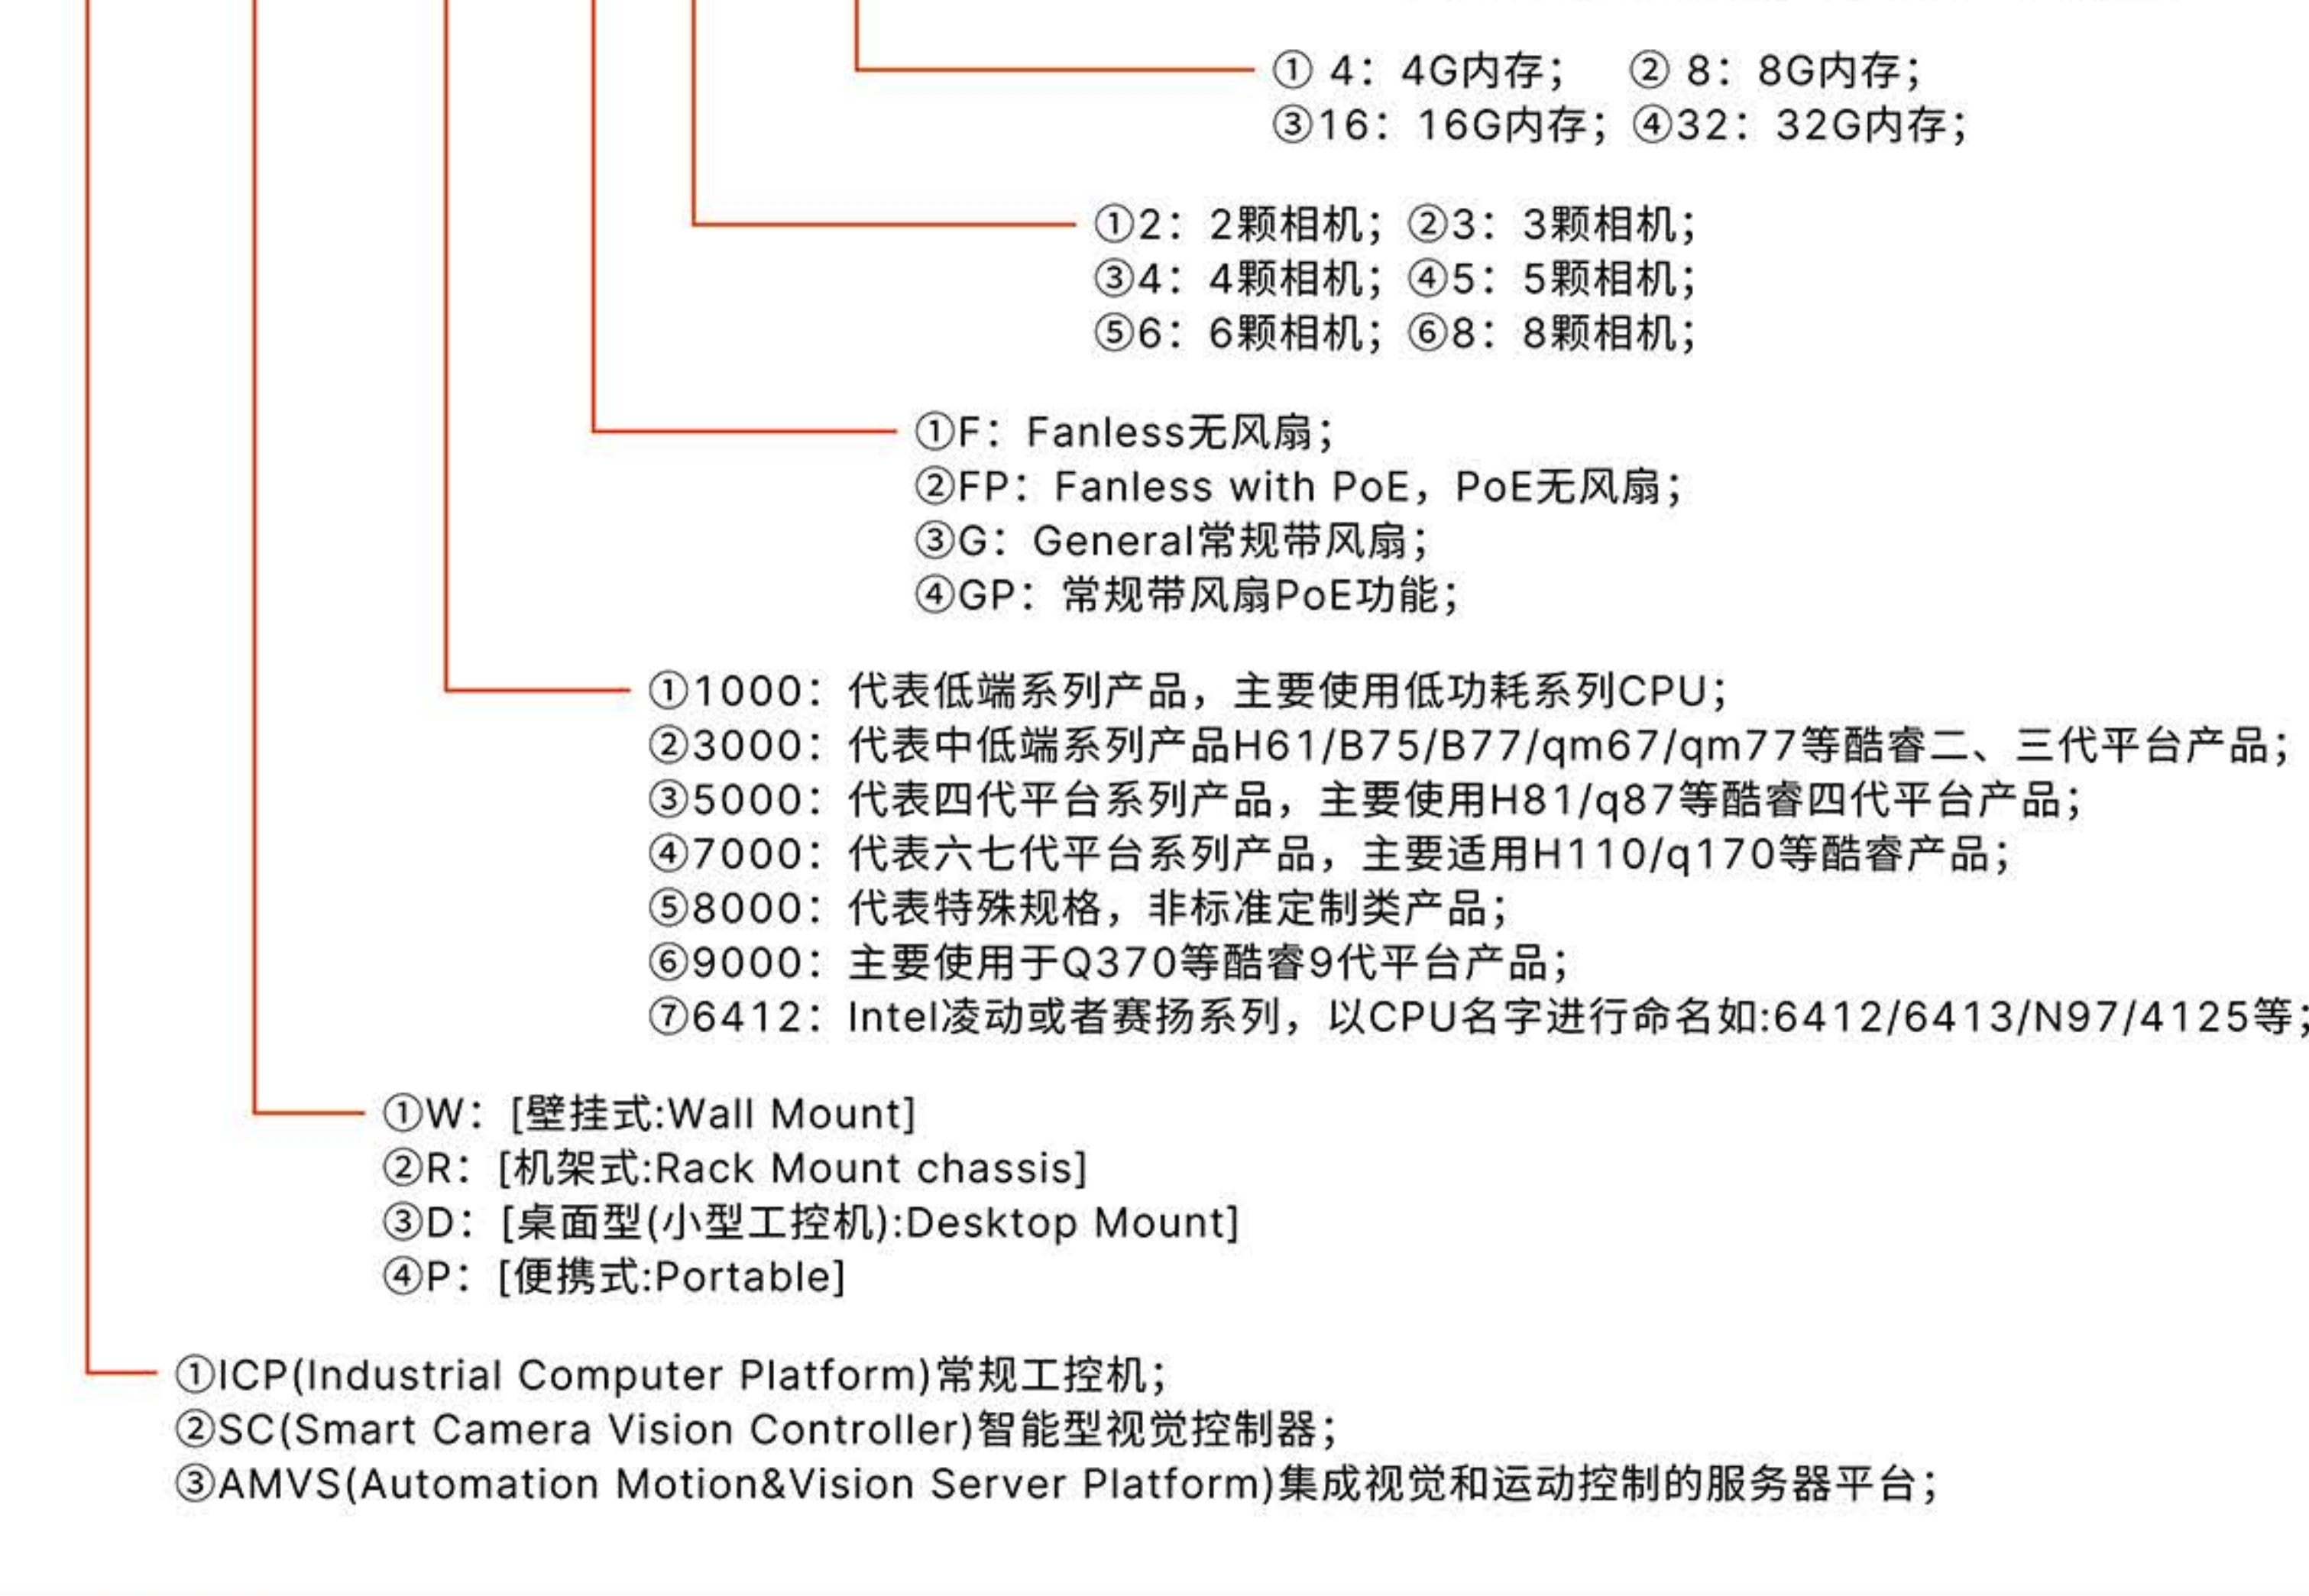 ① 4：4G内存； ② 8：8G内存；
③16：16G内存；④32：32G内存；
①2：2颗相机；②3：3颗相机；
③4：4颗相机；④5：5颗相机；
⑤6：6颗相机；⑥8：8颗相机；
①F：Fanless无风扇；
②FP：Fanless with PoE，PoE无风扇；
③G：General常规带风扇；
④GP：常规带风扇PoE功能；
①1000：代表低端系列产品，主要使用低功耗系列CPU；
②3000：代表中低端系列产品H61/B75/B77/qm67/qm77等酷睿二、三代平台产品；
③5000：代表四代平台系列产品，主要使用H81/q87等酷睿四代平台产品；
④7000：代表六七代平台系列产品，主要适用H110/q170等酷睿产品；
⑤8000：代表特殊规格，非标准定制类产品；
⑥9000：主要使用于Q370等酷睿9代平台产品；
⑦6412：Intel凌动或者赛扬系列，以CPU名字进行命名如:6412/6413/N97/4125等；
①W：[壁挂式:Wall Mount]
②R：[机架式:Rack Mount chassis]
③D：[桌面型(小型工控机):Desktop Mount]
④P：[便携式:Portable]
①ICP(Industrial Computer Platform)常规工控机；
②SC(Smart Camera Vision Controller)智能型视觉控制器；
③AMVS(Automation Motion&Vision Server Platform)集成视觉和运动控制的服务器平台；